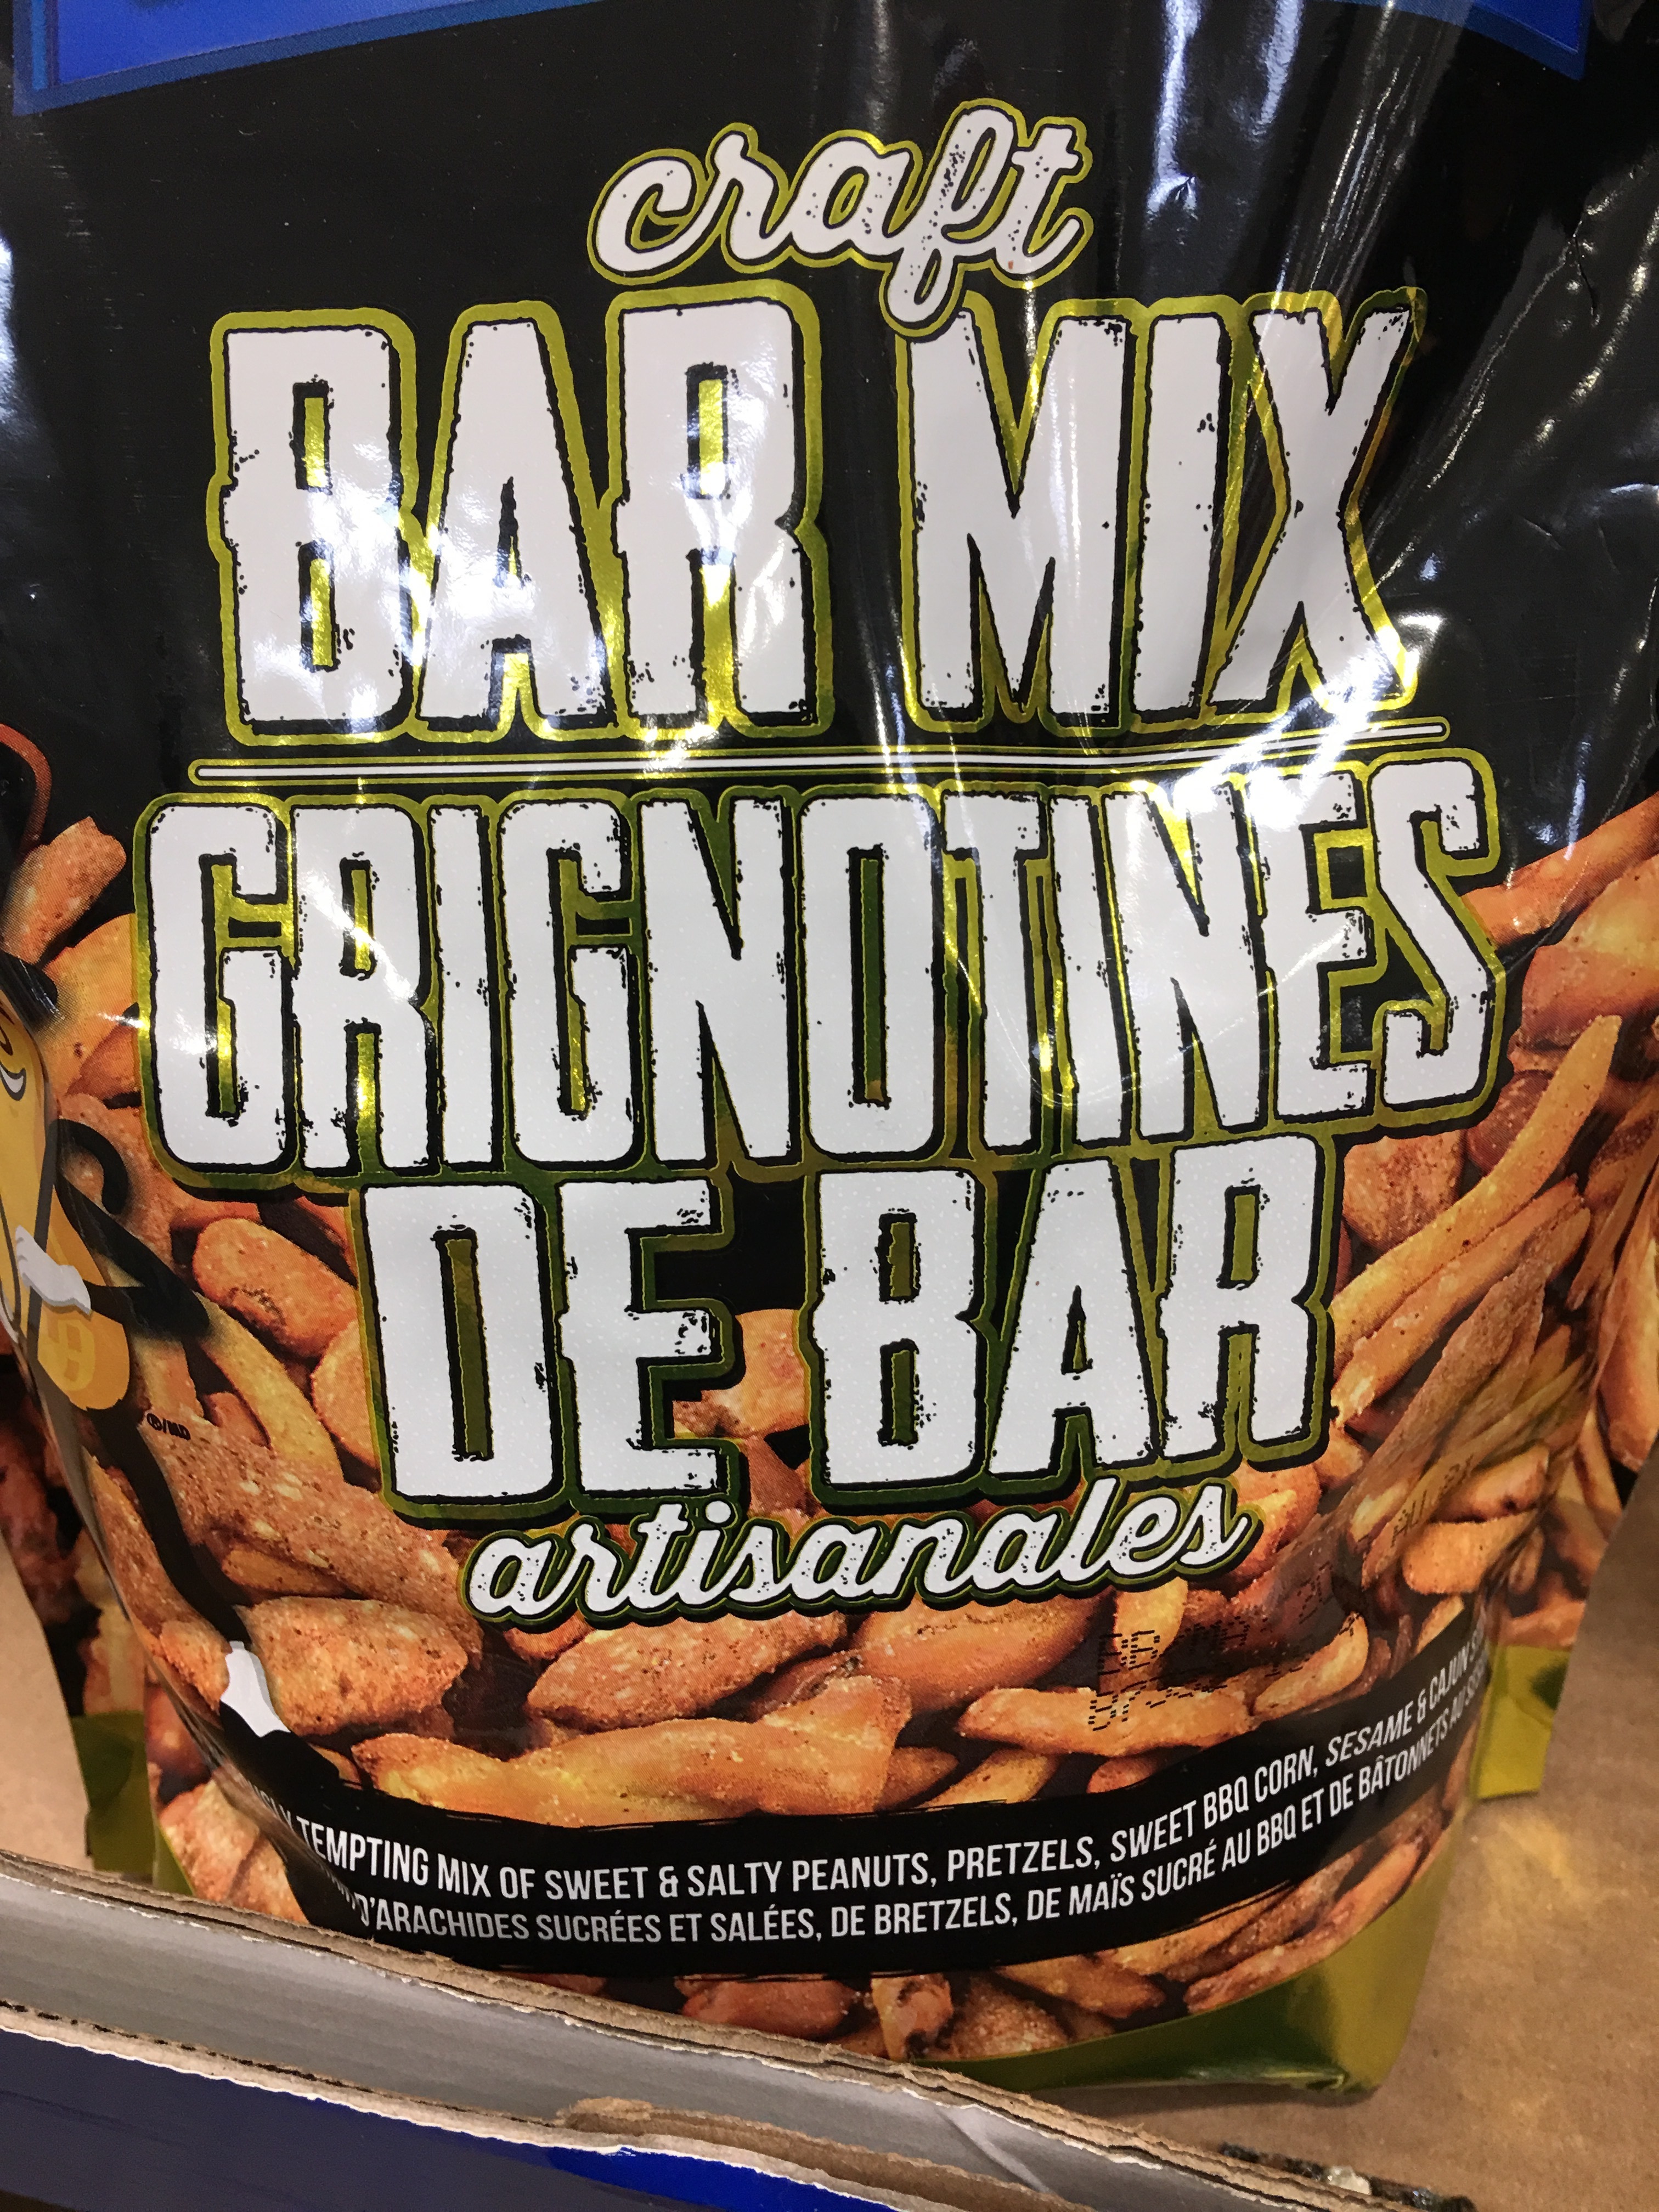 craft
BAR MIX
GRIGNOTINES
DE BAR
artisanales
®/MD
TEMPTING MIX OF SWEET & SALTY PEANUTS, PRETZELS, SWEET BBQ CORN, SESAME & CAJUN
D'ARACHIDES SUCRÉES ET SALÉES, DE BRETZELS, DE MAÏS SUCRÉ AU BBQ ET DE BÂTONNETS AU